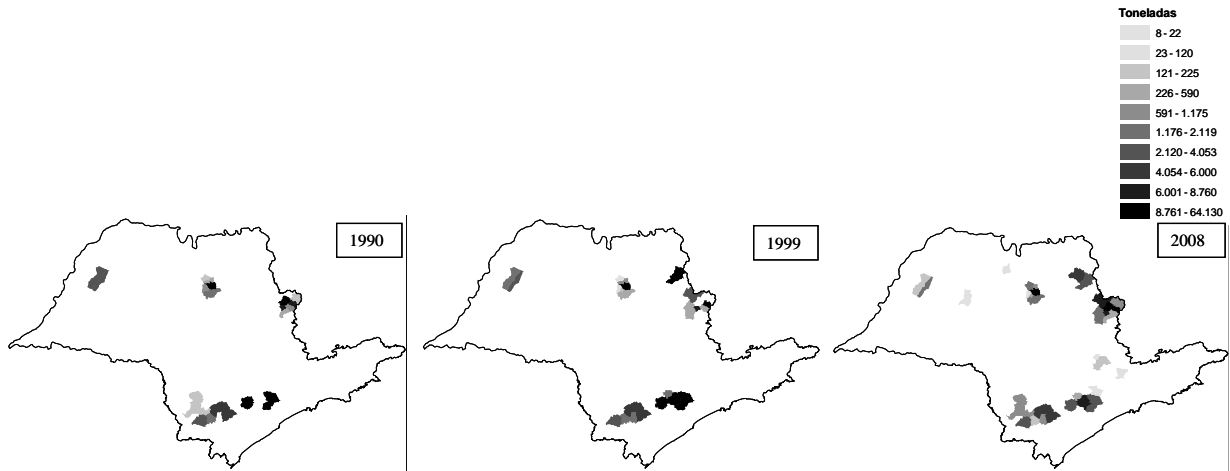 Toneladas
8 - 22
23 - 120
121 - 225
226 - 590
591 - 1.175
1.176 - 2.119
2.120 - 4.053
4.054 - 6.000
6.001 - 8.760
8.761 - 64.130
1990
1999
2008